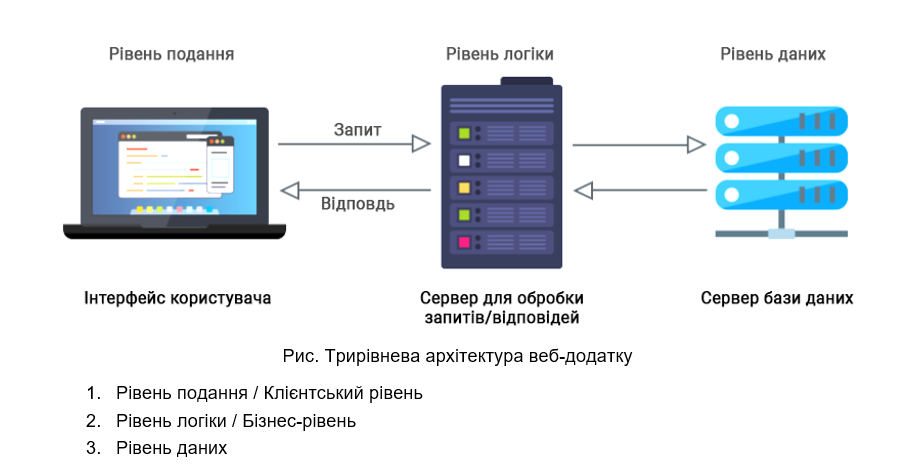 Рівень подання
Рівень логіки
Рівень даних
Запит
Відповдь
Інтерфейс користувача
Сервер для обробки
запитів/відповідей
Сервер бази даних
Рис. Трирівнева архітектура веб-додатку
1. Рівень подання / Клієнтський рівень
2. Рівень логіки / Бізнес-рівень
3. Рівень даних